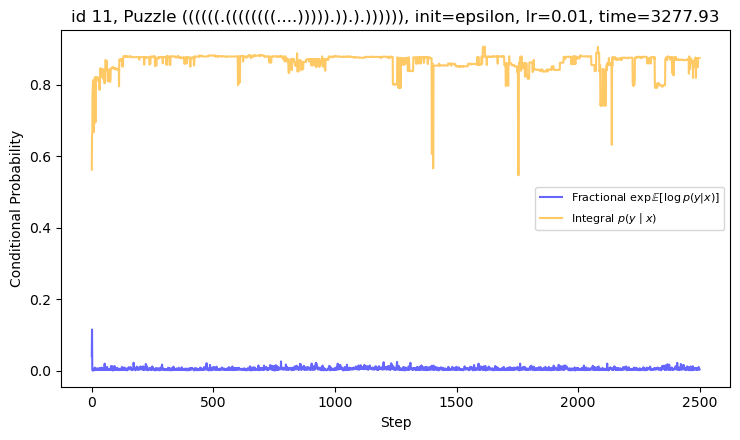 id 11, Puzzle ((((((.((((((((....))))).)).).)))))), init=epsilon, lr=0.01, time=3277.93
Conditional Probability
0.8
0.6
0.4
0.2
0.0
Fractional exp𝔼[log p(y|x)]
Integral p(y | x)
0
500
1000
1500
2000
2500
Step